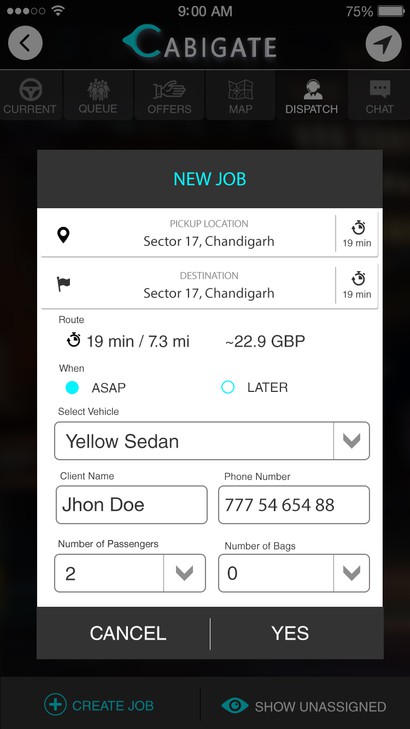 9:00 AM
75%
CABIGATE
CURRENT
QUEUE
OFFERS
MAP
DISPATCH
CHAT
NEW JOB
PICKUP LOCATION
Sector 17, Chandigarh
19 min
DESTINATION
Sector 17, Chandigarh
19 min
Route
19 min / 7.3 mi ~22.9 GBP
When
ASAP LATER
Select Vehicle
Yellow Sedan
Client Name Phone Number
Jhon Doe 777 54 654 88
Number of Passengers Number of Bags
2 0
CANCEL YES
CREATE JOB SHOW UNASSIGNED